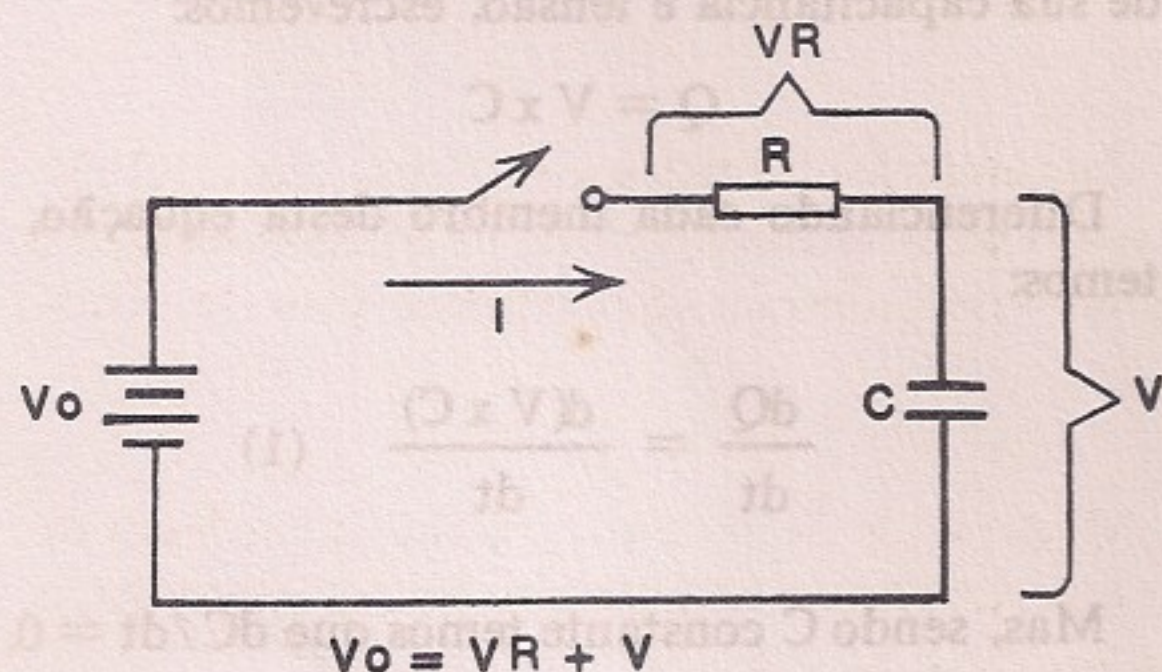 de sua capacitância e tensão, escrevemos:
VR
Q = V x C
R
Diferenciando cada membro desta equação,
temos:
I
Vo
C
V
dQ/dt = d(V x C)/dt (1)
Mas, sendo C constante temos que dC/dt = 0
Vo = VR + V